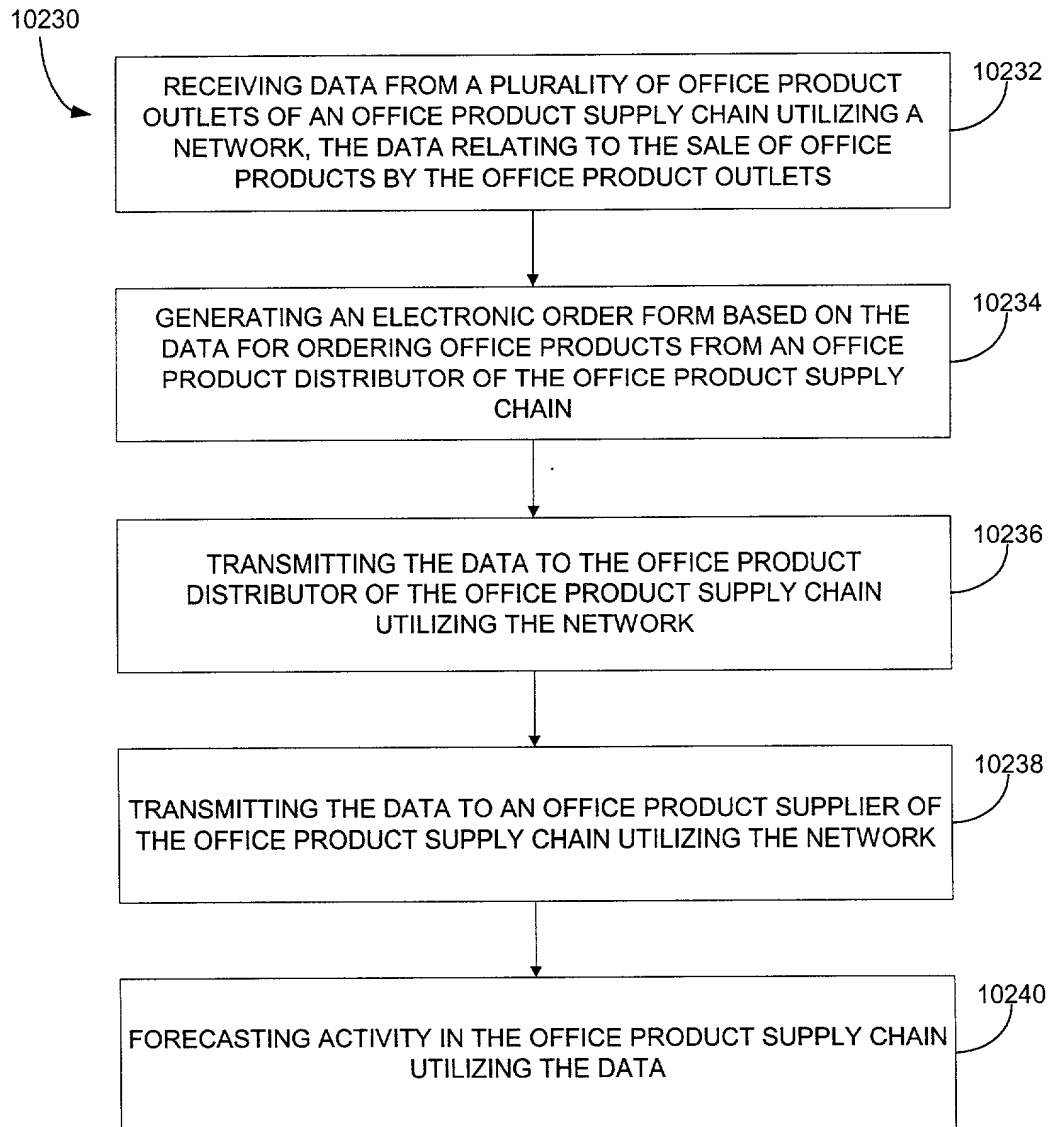 10230
RECEIVING DATA FROM A PLURALITY OF OFFICE PRODUCT
OUTLETS OF AN OFFICE PRODUCT SUPPLY CHAIN UTILIZING A
NETWORK, THE DATA RELATING TO THE SALE OF OFFICE
PRODUCTS BY THE OFFICE PRODUCT OUTLETS
10232
GENERATING AN ELECTRONIC ORDER FORM BASED ON THE
DATA FOR ORDERING OFFICE PRODUCTS FROM AN OFFICE
PRODUCT DISTRIBUTOR OF THE OFFICE PRODUCT SUPPLY
CHAIN
10234
TRANSMITTING THE DATA TO THE OFFICE PRODUCT
DISTRIBUTOR OF THE OFFICE PRODUCT SUPPLY CHAIN
UTILIZING THE NETWORK
10236
TRANSMITTING THE DATA TO AN OFFICE PRODUCT SUPPLIER OF
THE OFFICE PRODUCT SUPPLY CHAIN UTILIZING THE NETWORK
10238
FORECASTING ACTIVITY IN THE OFFICE PRODUCT SUPPLY CHAIN
UTILIZING THE DATA
10240